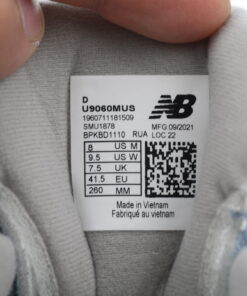 D
U9060MUS
1960711181509
SMU1878
BPKBD1110 RUA
NB
MFG:09/2021
LOC 22
8 US M
9.5 US W
7.5 UK
41.5 EU
260 MM
Made in Vietnam
Fabriqué au vietnam